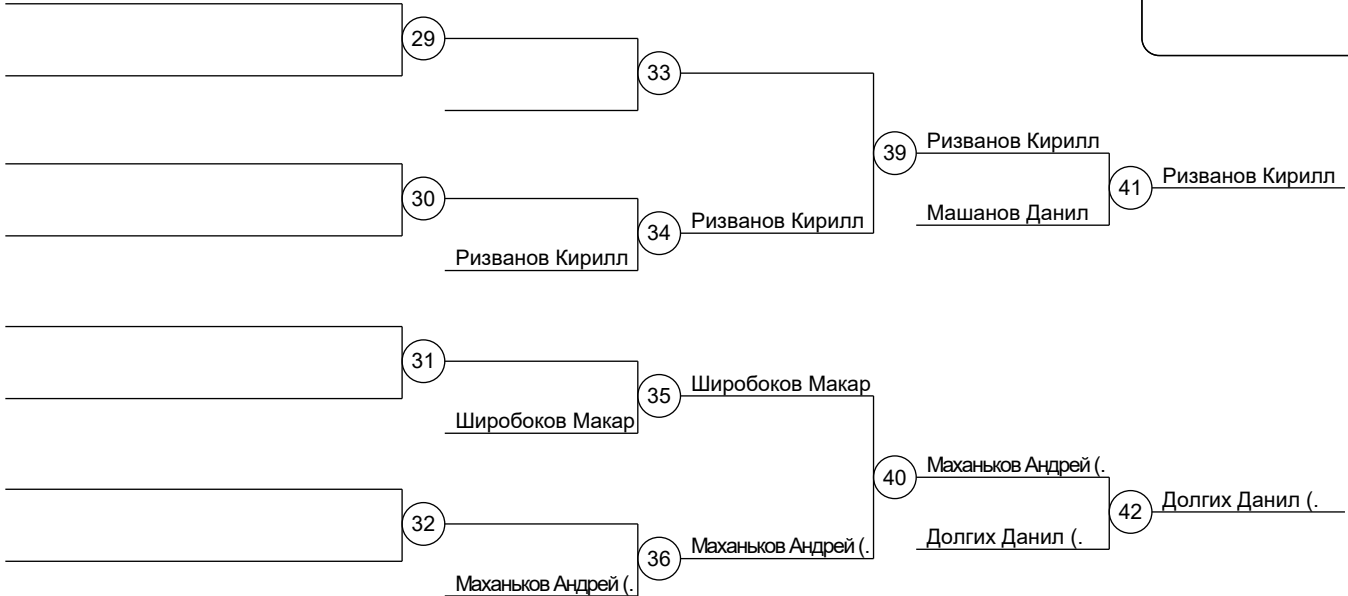 29
33
39
Ризванов Кирилл
41
Ризванов Кирилл
30
34
Ризванов Кирилл
Машанов Данил
Ризванов Кирилл
31
35
Широбоков Макар
Широбоков Макар
40
Маханьков Андрей (.
42
Долгих Данил (.
32
36
Маханьков Андрей (.
Долгих Данил (.
Маханьков Андрей (.